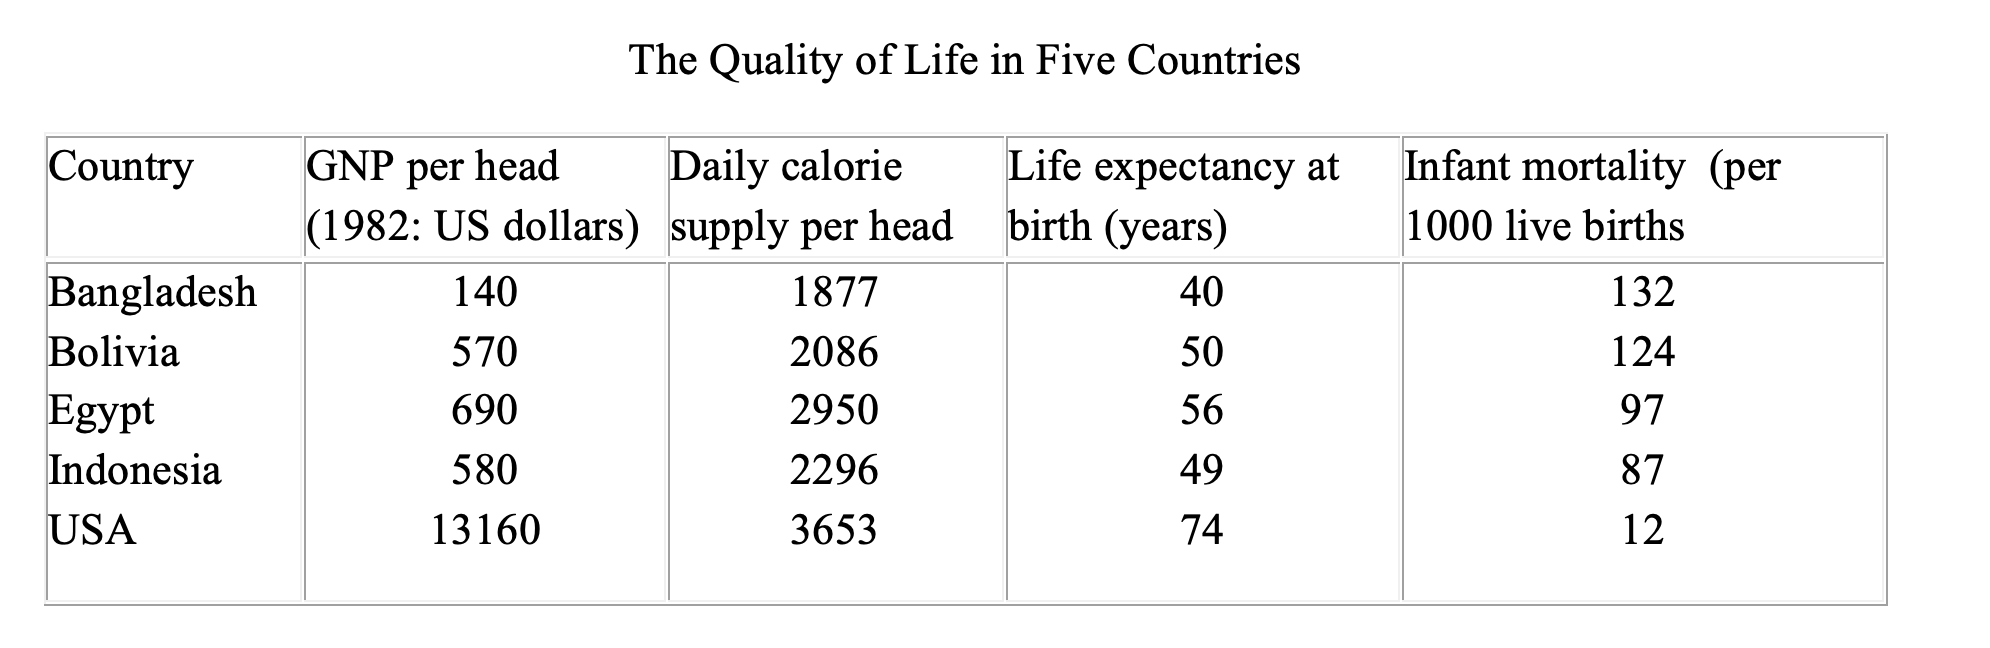 The Quality of Life in Five Countries
Country GNP per head Daily calorie Life expectancy at Infant mortality (per
(1982: US dollars) supply per head birth (years) 1000 live births
Bangladesh 140 1877 40 132
Bolivia 570 2086 50 124
Egypt 690 2950 56 97
Indonesia 580 2296 49 87
USA 13160 3653 74 12